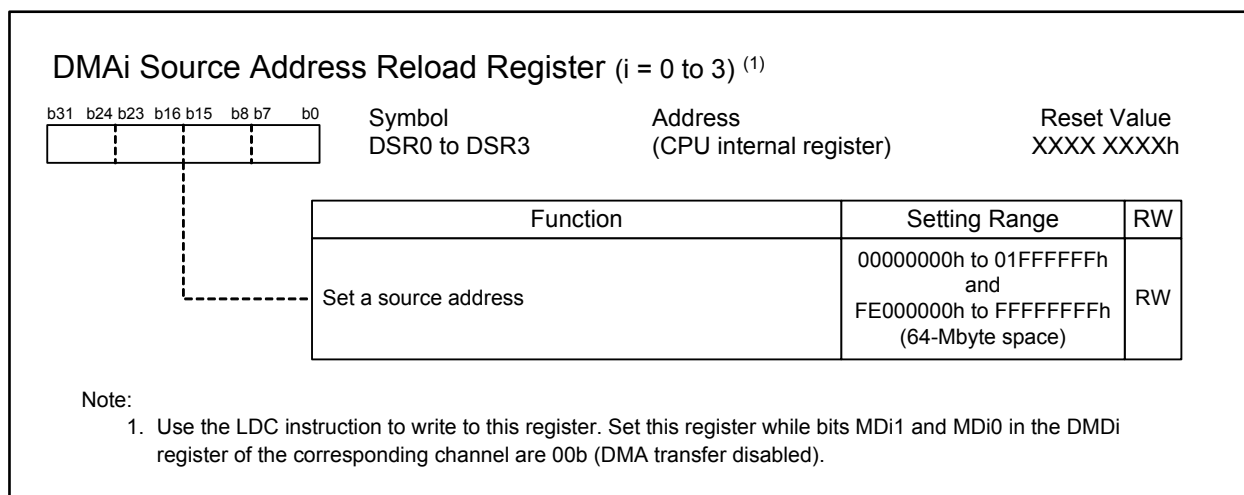 DMAi Source Address Reload Register (i = 0 to 3) (1)
b31 b24 b23 b16 b15 b8 b7 b0
Symbol Address Reset Value
DSR0 to DSR3 (CPU internal register) XXXX XXXXh
Function Setting Range RW
Set a source address
00000000h to 01FFFFFFh
and
FE000000h to FFFFFFFFh
(64-Mbyte space)
RW
Note:
1. Use the LDC instruction to write to this register. Set this register while bits MDi1 and MDi0 in the DMDi
register of the corresponding channel are 00b (DMA transfer disabled).